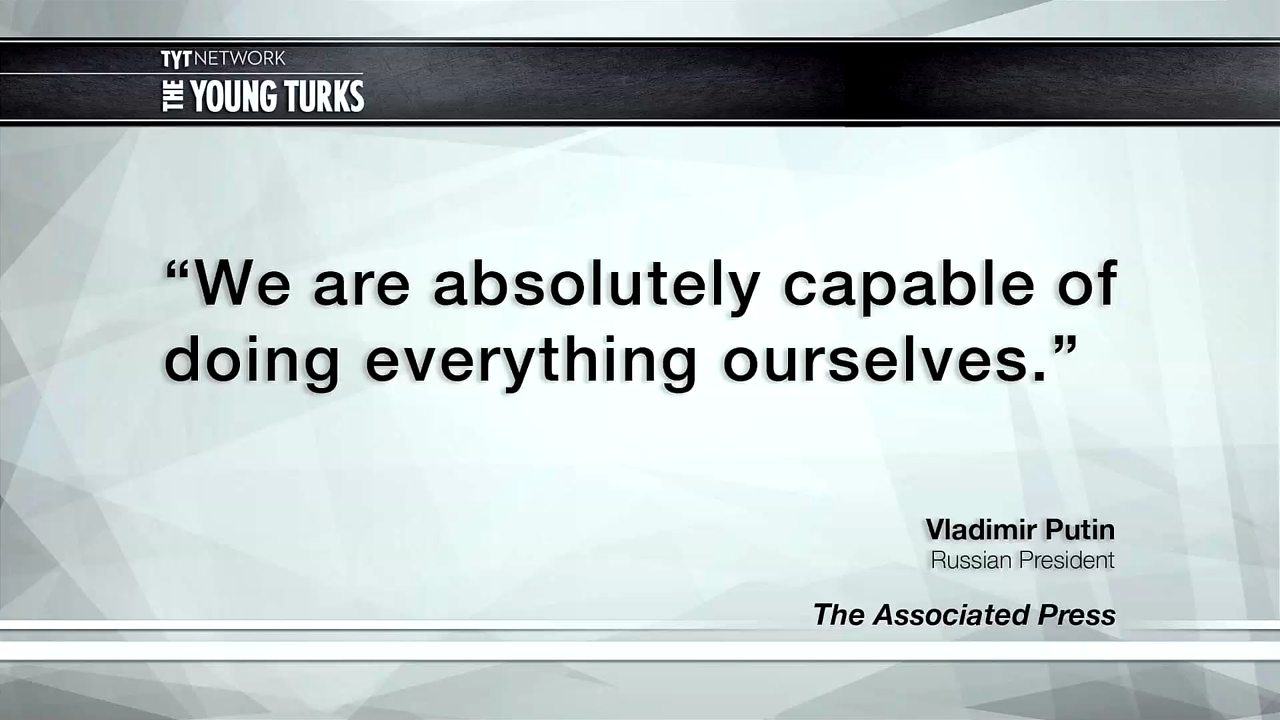 TYT NETWORK
THE YOUNG TURKS
“We are absolutely capable of
doing everything ourselves.”
Vladimir Putin
Russian President
The Associated Press